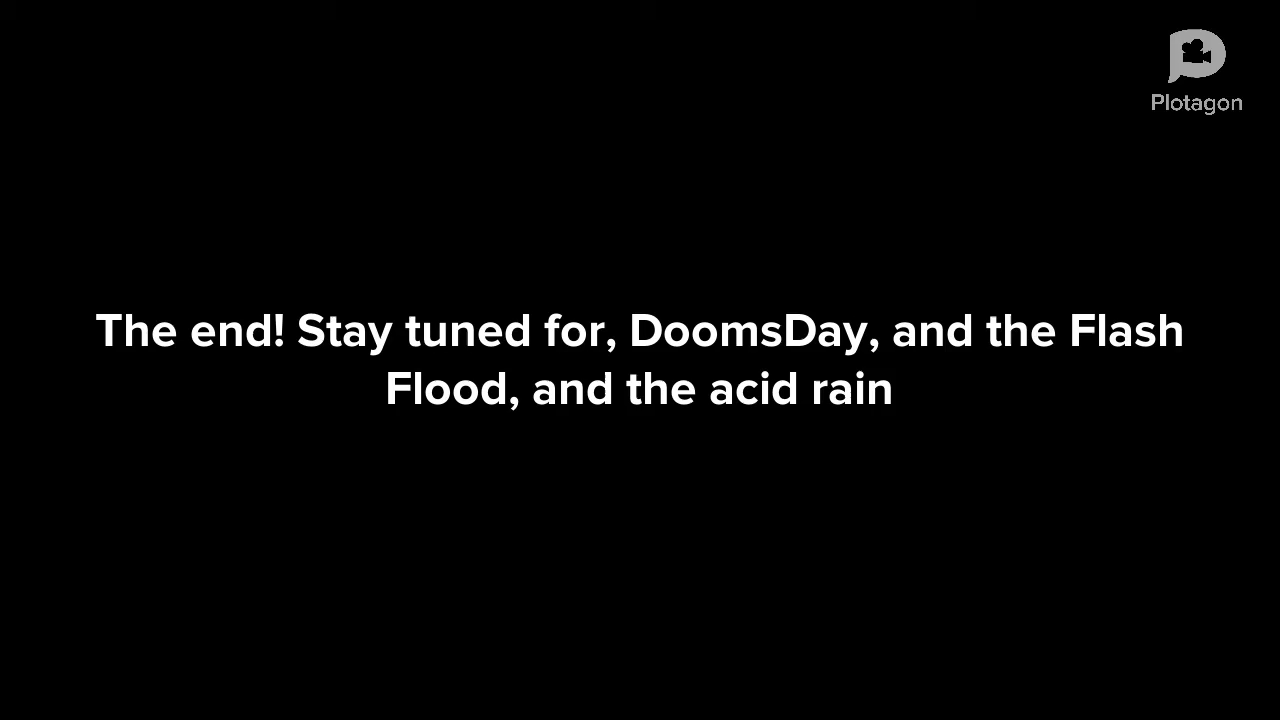 Plotagon
The end! Stay tuned for, DoomsDay, and the Flash
Flood, and the acid rain